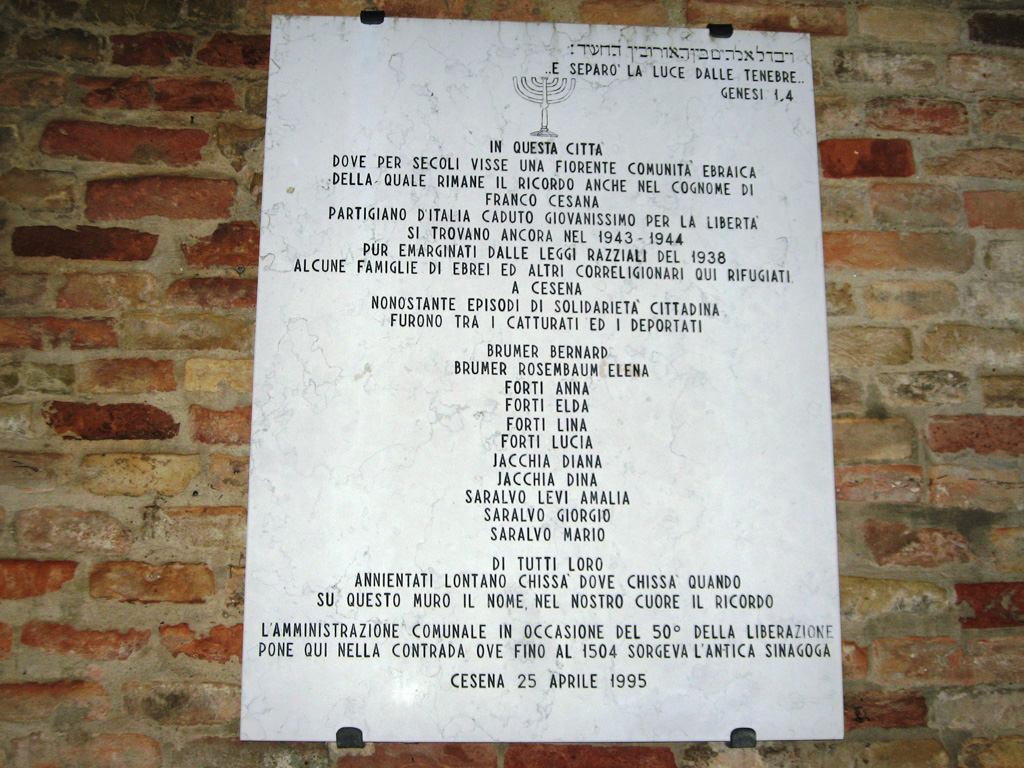 ויבדל אלהים בין האור ובין החשיך:
..E SEPARO' LA LUCE DALLE TENEBRE..
GENESI 1,4
IN QUESTA CITTA'
DOVE PER SECOLI VISSE UNA FIORENTE COMUNITA' EBRAICA
DELLA QUALE RIMANE IL RICORDO ANCHE NEL COGNOME DI
FRANCO CESANA
PARTIGIANO D'ITALIA CADUTO GIOVANISSIMO PER LA LIBERTA'
SI TROVANO ANCORA NEL 1943-1944
PUR EMARGINATI DALLE LEGGI RAZZIALI DEL 1938
ALCUNE FAMIGLIE DI EBREI ED ALTRI CORRELIGIONARI QUI RIFUGIATI.
A CESENA
NONOSTANTE EPISODI DI SOLIDARIETA' CITTADINA
FURONO TRA I CATTURATI ED I DEPORTATI
BRUMER BERNARD
BRUMER ROSEMBAUM ELENA
FORTI ANNA
FORTI ELDA
FORTI LINA
FORTI LUCIA
JACCHIA DIANA
JACCHIA DINA
SARALVO LEVI AMALIA
SARALVO GIORGIO
SARALVO MARIO
DI TUTTI LORO
ANNIENTATI LONTANO CHISSA' DOVE CHISSA' QUANDO
SU QUESTO MURO IL NOME, NEL NOSTRO CUORE IL RICORDO
L'AMMINISTRAZIONE COMUNALE IN OCCASIONE DEL 50° DELLA LIBERAZIONE
PONE QUI NELLA CONTRADA OVE FINO AL 1504 SORGEVA L'ANTICA SINAGOGA
CESENA 25 APRILE 1995